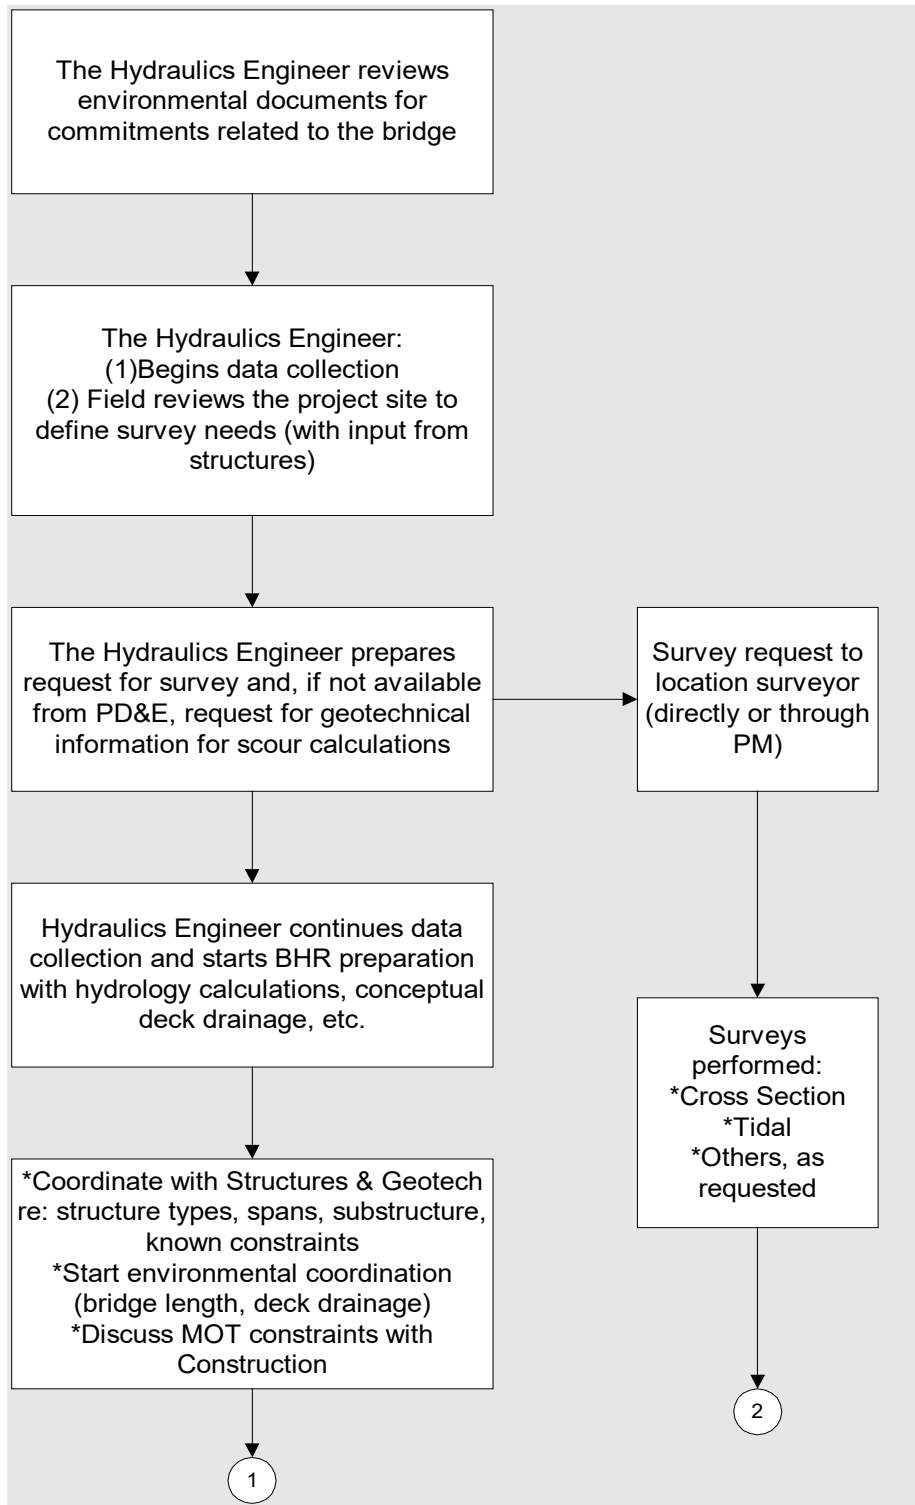 The Hydraulics Engineer reviews
environmental documents for
commitments related to the bridge
The Hydraulics Engineer:
(1)Begins data collection
(2) Field reviews the project site to
define survey needs (with input from
structures)
The Hydraulics Engineer prepares
request for survey and, if not available
from PD&E, request for geotechnical
information for scour calculations
Survey request to
location surveyor
(directly or through
PM)
Hydraulics Engineer continues data
collection and starts BHR preparation
with hydrology calculations, conceptual
deck drainage, etc.
Surveys
performed:
*Cross Section
*Tidal
*Others, as
requested
*Coordinate with Structures & Geotech
re: structure types, spans, substructure,
known constraints
*Start environmental coordination
(bridge length, deck drainage)
*Discuss MOT constraints with
Construction
2
1